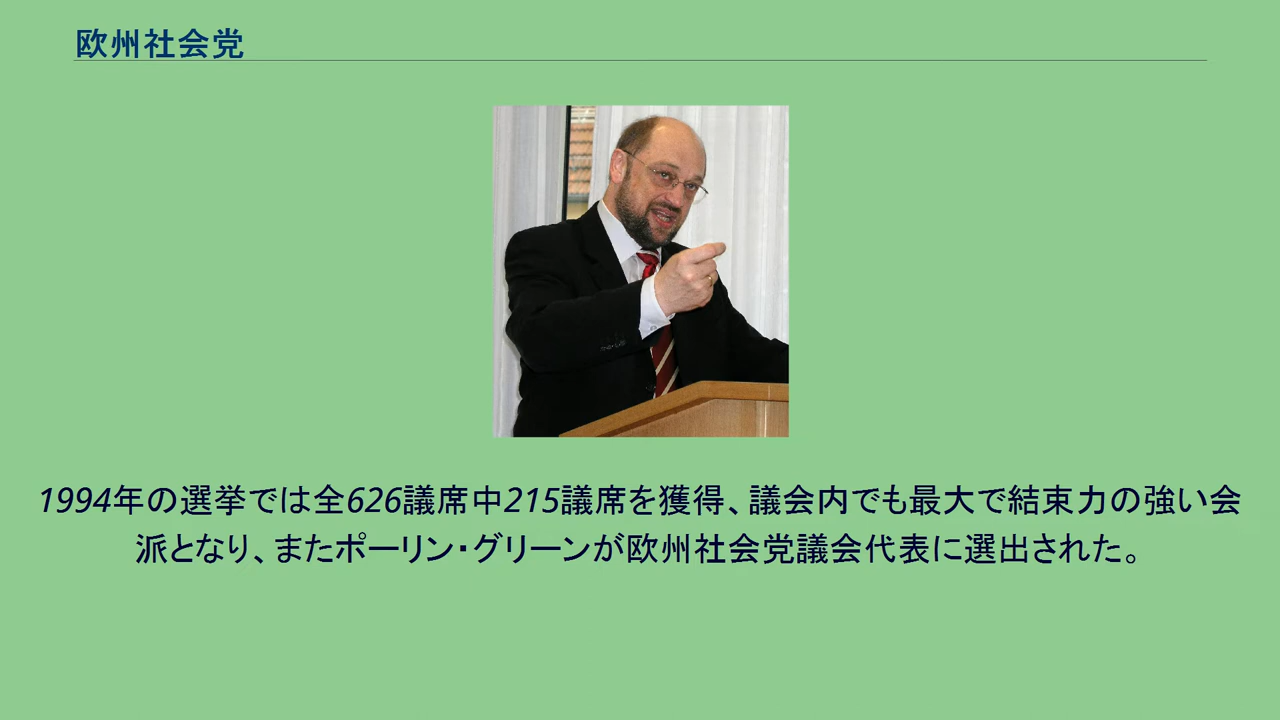 欧州社会党
1994年の選挙では全626議席中215議席を獲得、議会内でも最大で結束力の強い会
派となり、またポーリン・グリーンが欧州社会党議会代表に選出された。